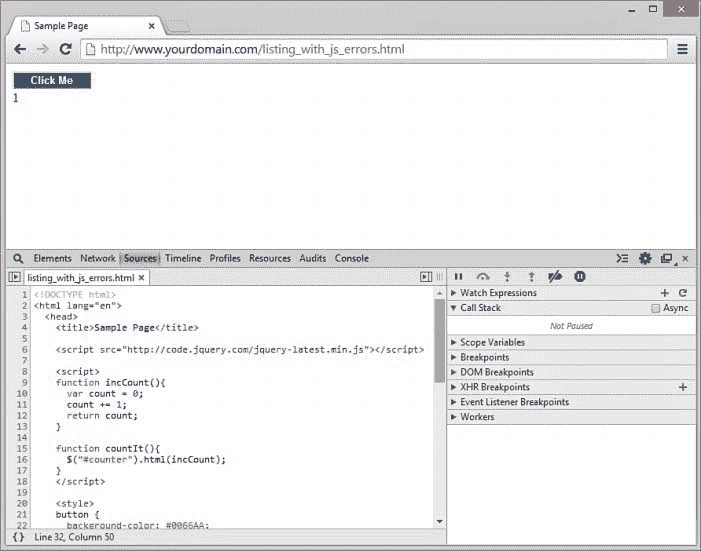 Sample Page
http://www.yourdomain.com/listing_with_js_errors.html
Click Me
1
Elements Network Timeline Sources Profiles Resources Audits Console
listing_with_js_errors.html
1 <!DOCTYPE html>
2 <html lang="en">
3 <head>
4 <title>Sample Page</title>
5
6 <script src="http://code.jquery.com/jquery-latest.min.js"></script>
7
8 <script>
9 function incCount(){
10 var count = 0;
11 count += 1;
12 return count;
13 }
14
15 function countIt(){
16 $("#counter").html(incCount);
17 }
18 </script>
19
20 <style>
21 button {
22 background-color: #0066AA;
{} Line 32, Column 50
Watch Expressions
Call Stack Async
Not Paused
Scope Variables
Breakpoints
DOM Breakpoints
XHR Breakpoints
Event Listener Breakpoints
Workers